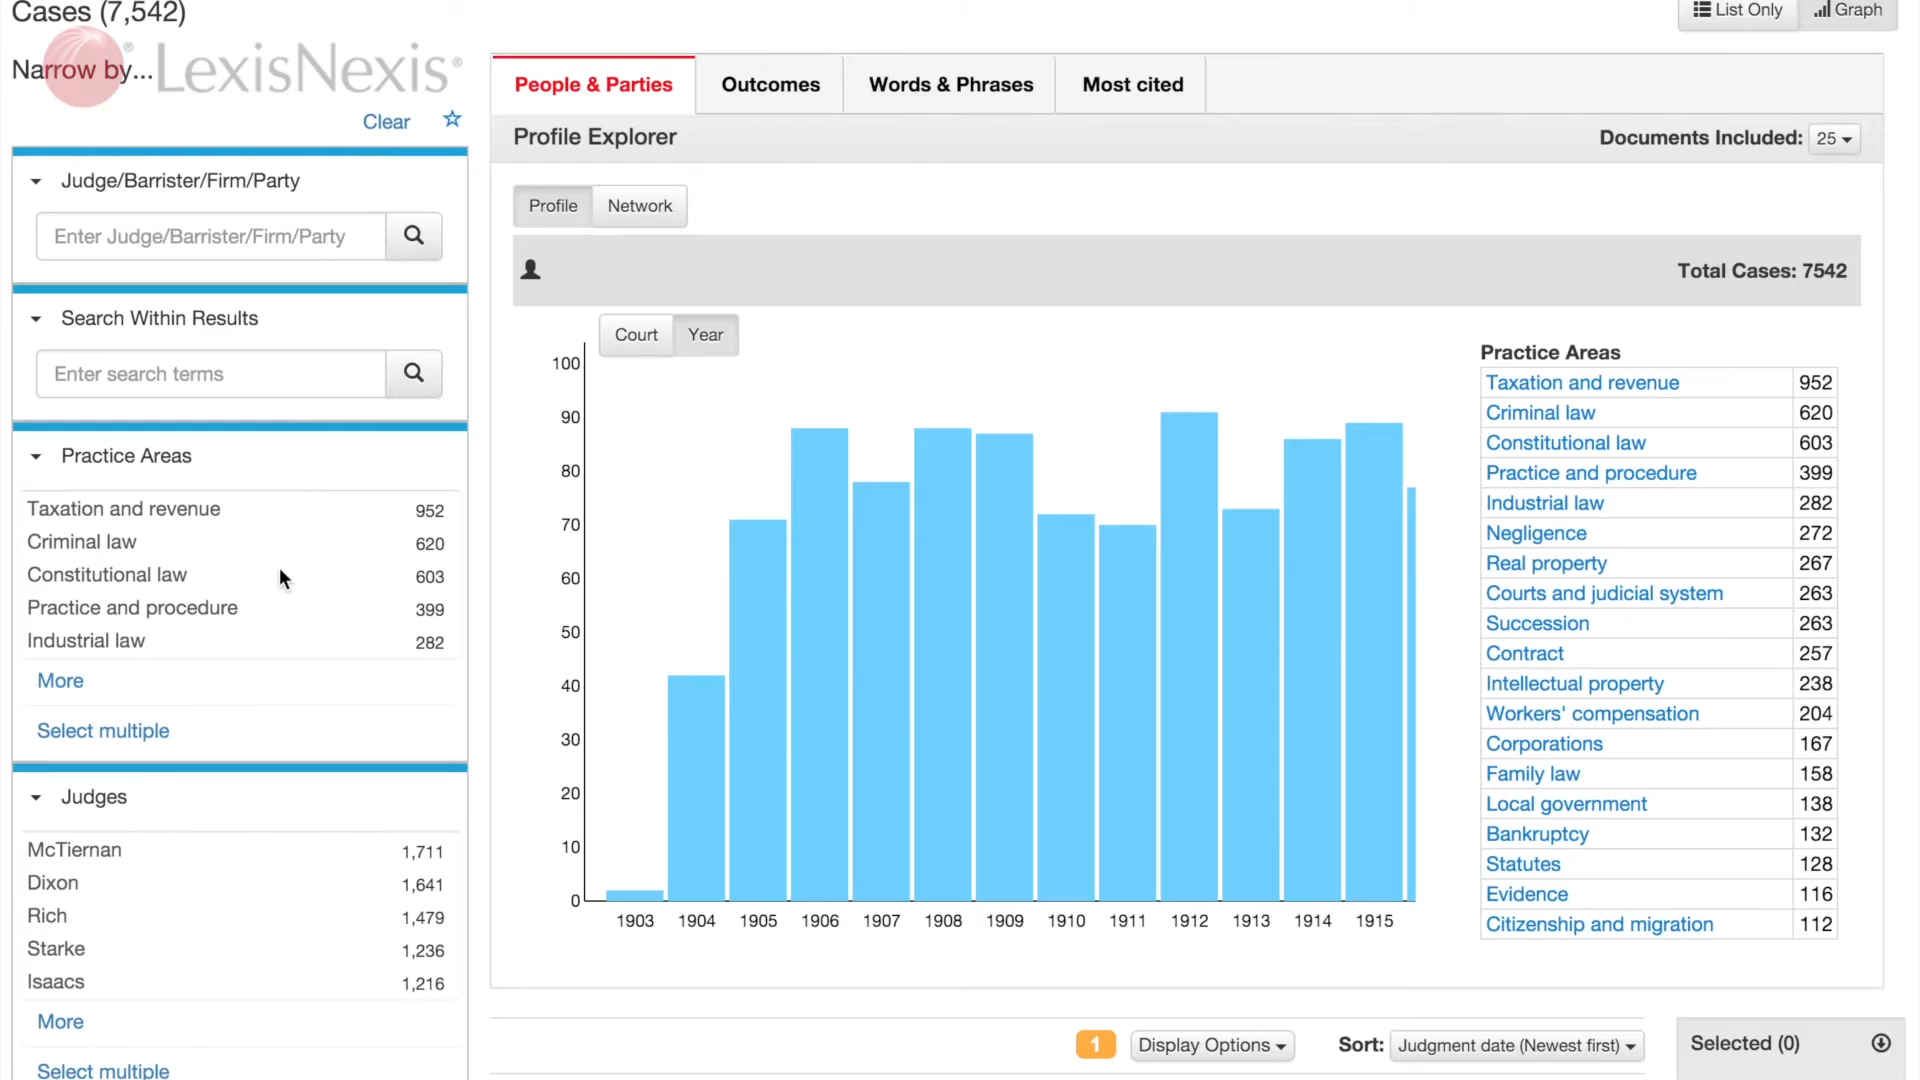 Cases (7,542)
List Only
Graph
Narrow by...
LexisNexis®
Clear
People & Parties
Outcomes
Words & Phrases
Most cited
Profile Explorer
Documents Included: 25
Judge/Barrister/Firm/Party
Enter Judge/Barrister/Firm/Party
Profile
Network
Total Cases: 7542
Search Within Results
Enter search terms
Court
Year
100
90
80
70
60
50
40
30
20
10
0
1903 1904 1905 1906 1907 1908 1909 1910 1911 1912 1913 1914 1915
Practice Areas
Taxation and revenue 952
Criminal law 620
Constitutional law 603
Practice and procedure 399
Industrial law 282
More
Select multiple
Judges
McTiernan 1,711
Dixon 1,641
Rich 1,479
Starke 1,236
Isaacs 1,216
More
Select multiple
Practice Areas
Taxation and revenue 952
Criminal law 620
Constitutional law 603
Practice and procedure 399
Industrial law 282
Negligence 272
Real property 267
Courts and judicial system 263
Succession 263
Contract 257
Intellectual property 238
Workers' compensation 204
Corporations 167
Family law 158
Local government 138
Bankruptcy 132
Statutes 128
Evidence 116
Citizenship and migration 112
1
Display Options
Sort: Judgment date (Newest first)
Selected (0)